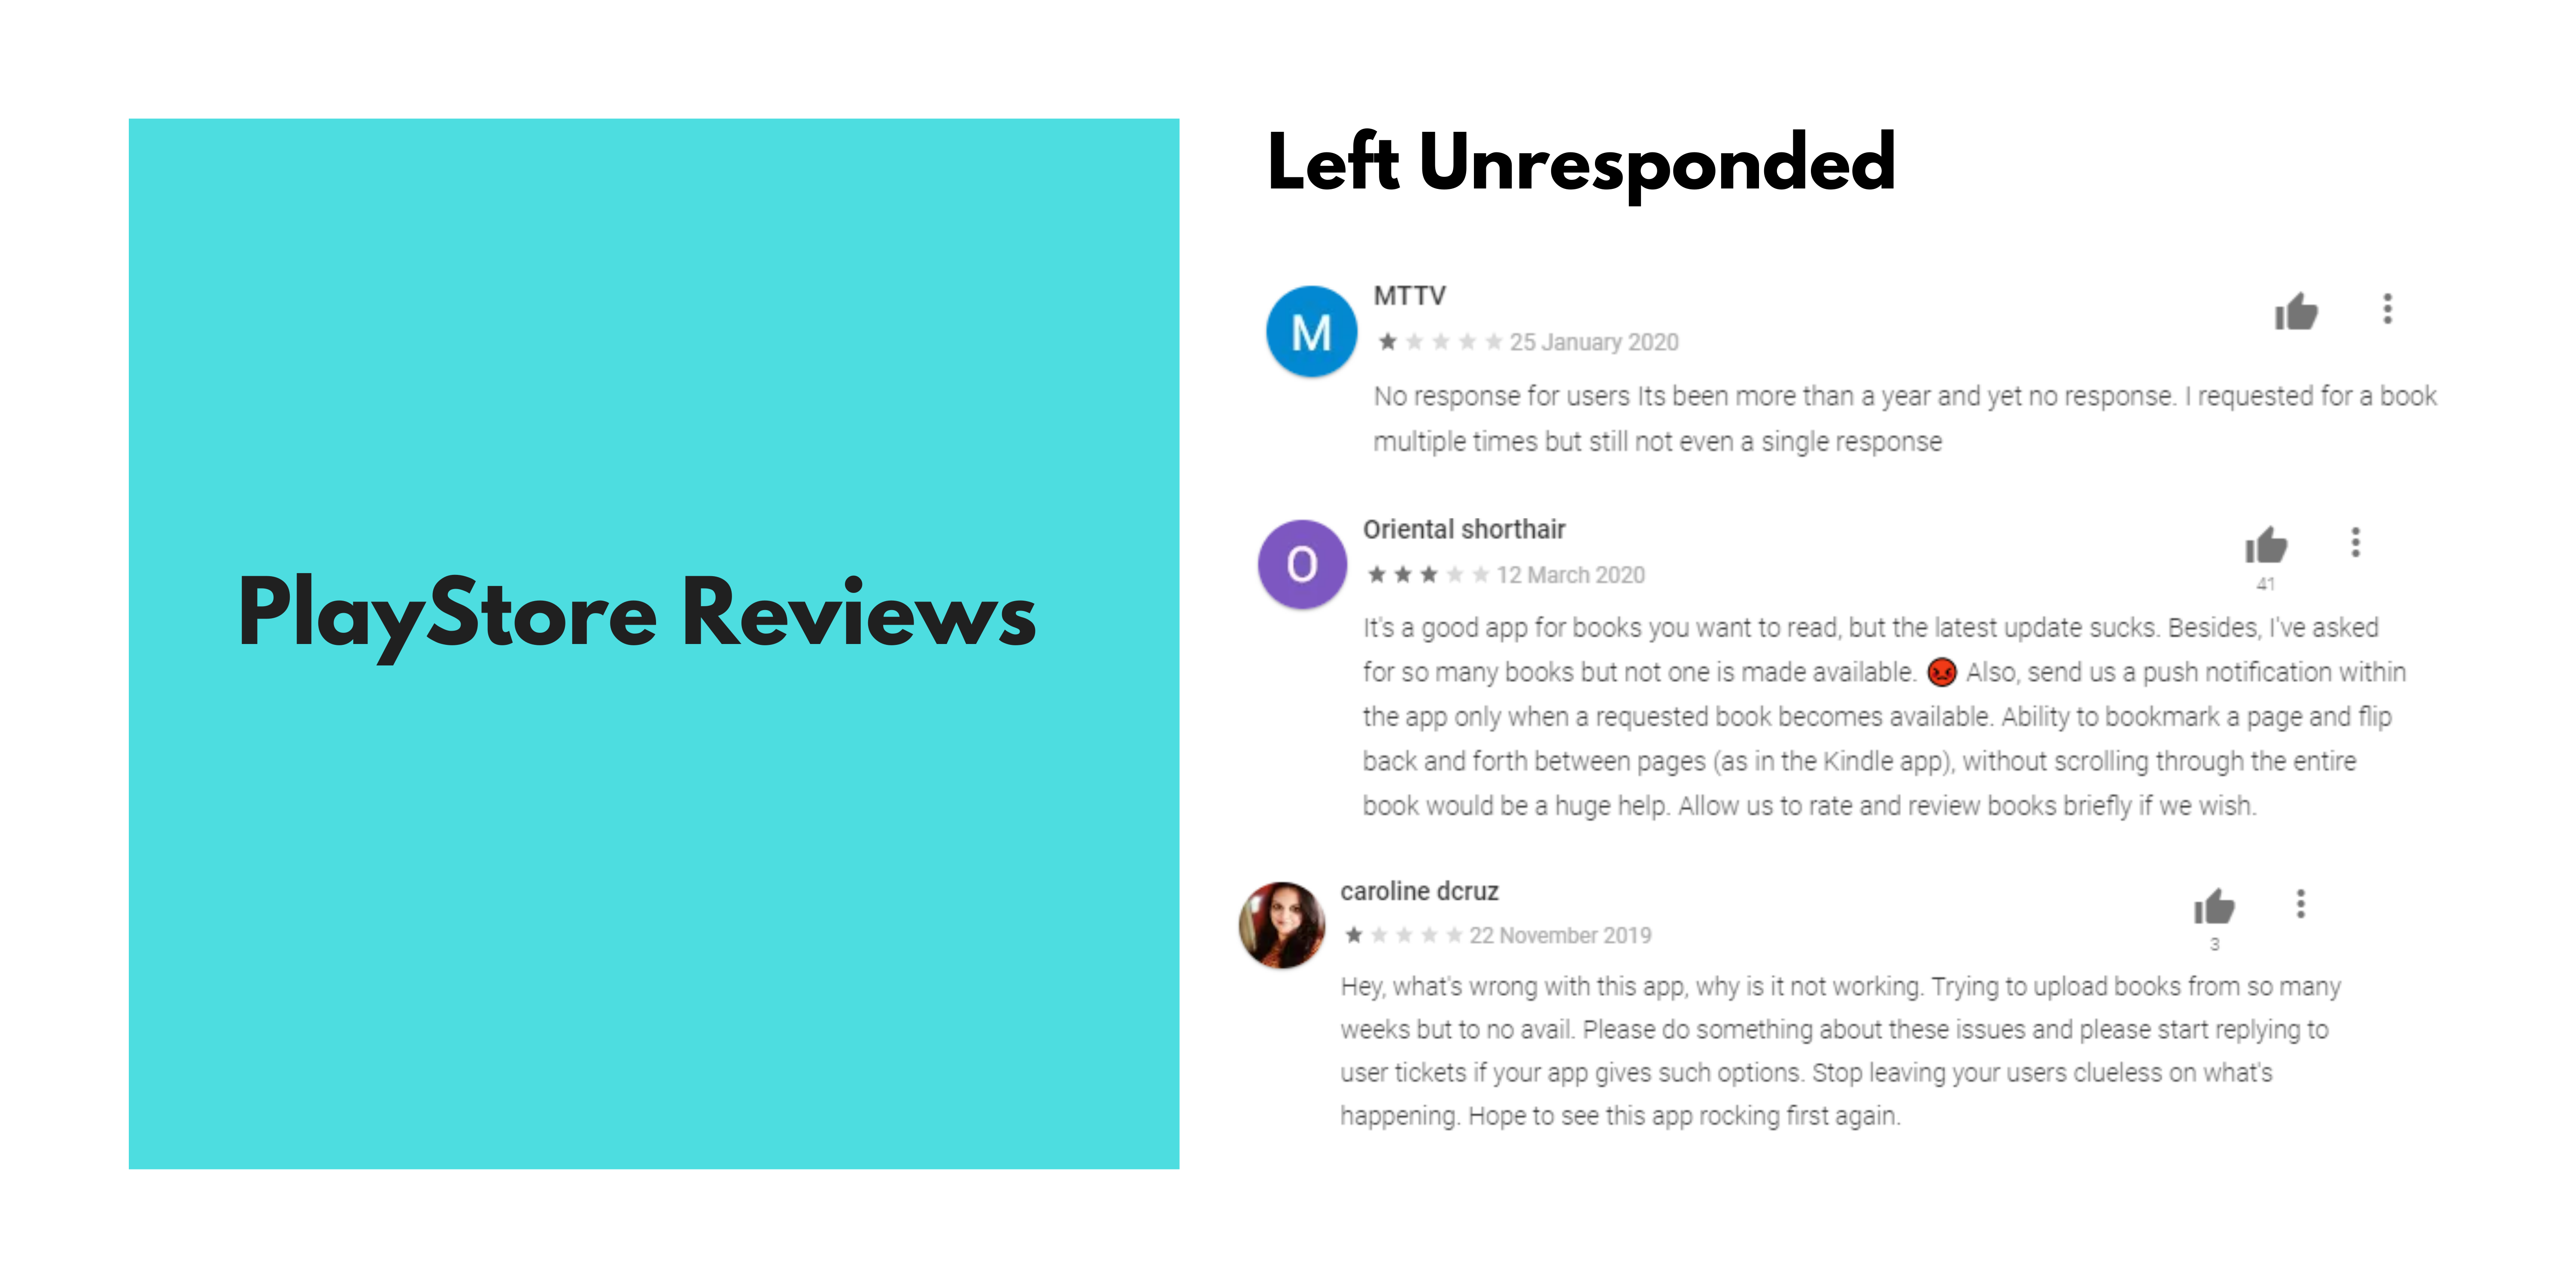 PlayStore Reviews
Left Unresponded
M
MTTV
25 January 2020
No response for users Its been more than a year and yet no response. I requested for a book
multiple times but still not even a single response
O
Oriental shorthair
12 March 2020
41
It's a good app for books you want to read, but the latest update sucks. Besides, I've asked
for so many books but not one is made available. 😡 Also, send us a push notification within
the app only when a requested book becomes available. Ability to bookmark a page and flip
back and forth between pages (as in the Kindle app), without scrolling through the entire
book would be a huge help. Allow us to rate and review books briefly if we wish.
caroline dcruz
22 November 2019
3
Hey, what's wrong with this app, why is it not working. Trying to upload books from so many
weeks but to no avail. Please do something about these issues and please start replying to
user tickets if your app gives such options. Stop leaving your users clueless on what's
happening. Hope to see this app rocking first again.